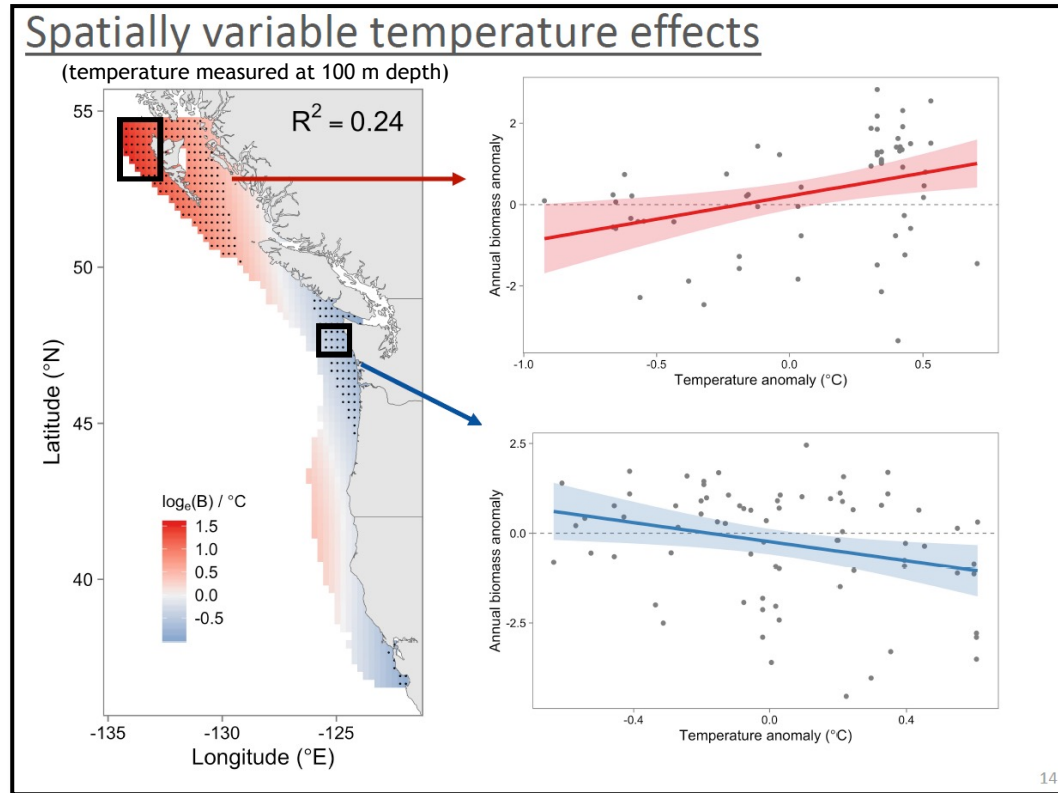 Spatially variable temperature effects
(temperature measured at 100 m depth)
R² = 0.24
55
50
45
40
Latitude (°N)
logₑ(B) / °C
1.5
1.0
0.5
0.0
-0.5
-135
-130
-125
Longitude (°E)
Annual biomass anomaly
2
0
-2
-1.0
-0.5
0.0
0.5
Temperature anomaly (°C)
Annual biomass anomaly
2.5
0.0
-2.5
-0.4
0.0
0.4
Temperature anomaly (°C)
14